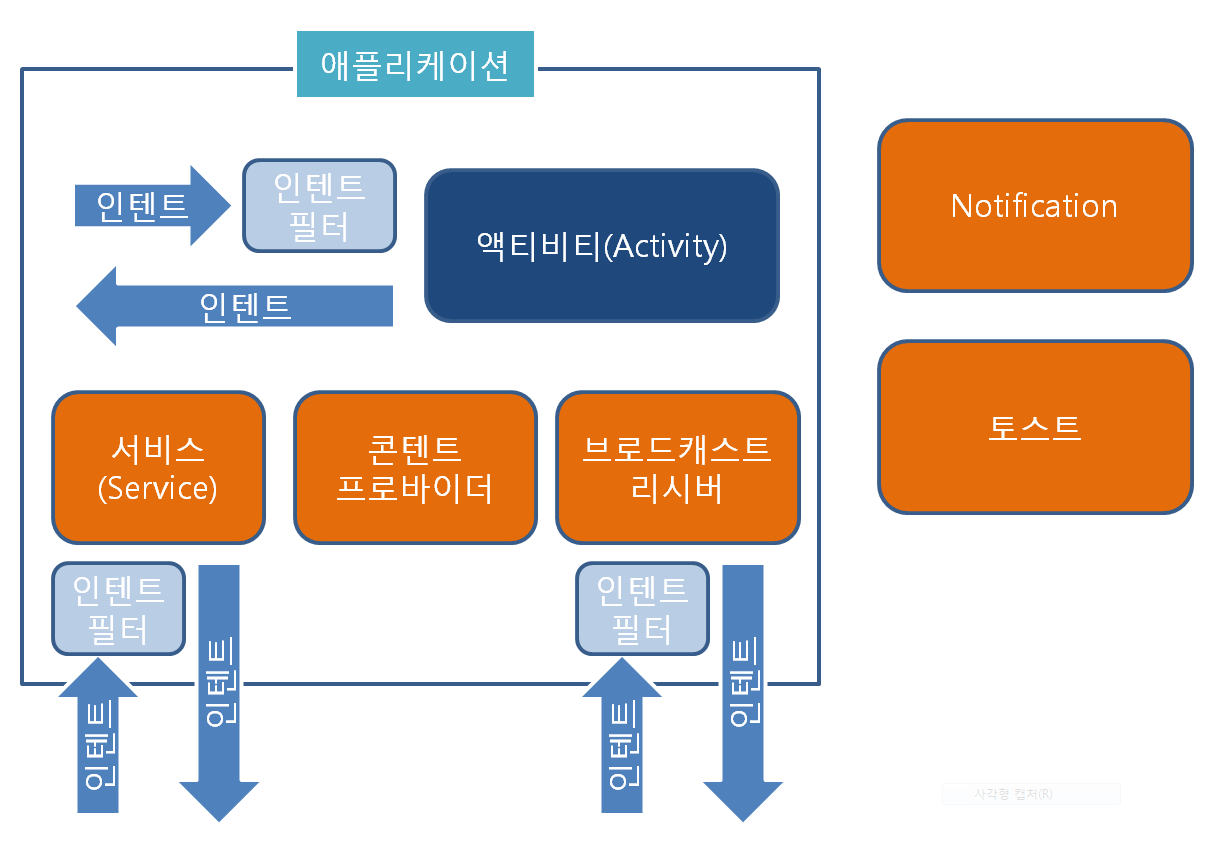 애플리케이션
인텐트
인텐트
필터
액티비티(Activity)
인텐트
Notification
토스트
서비스
(Service)
콘텐트
프로바이더
브로드캐스트
리시버
인텐트
필터
인텐트
인텐트
인텐트
필터
인텐트
인텐트
사각형 캡처(R)